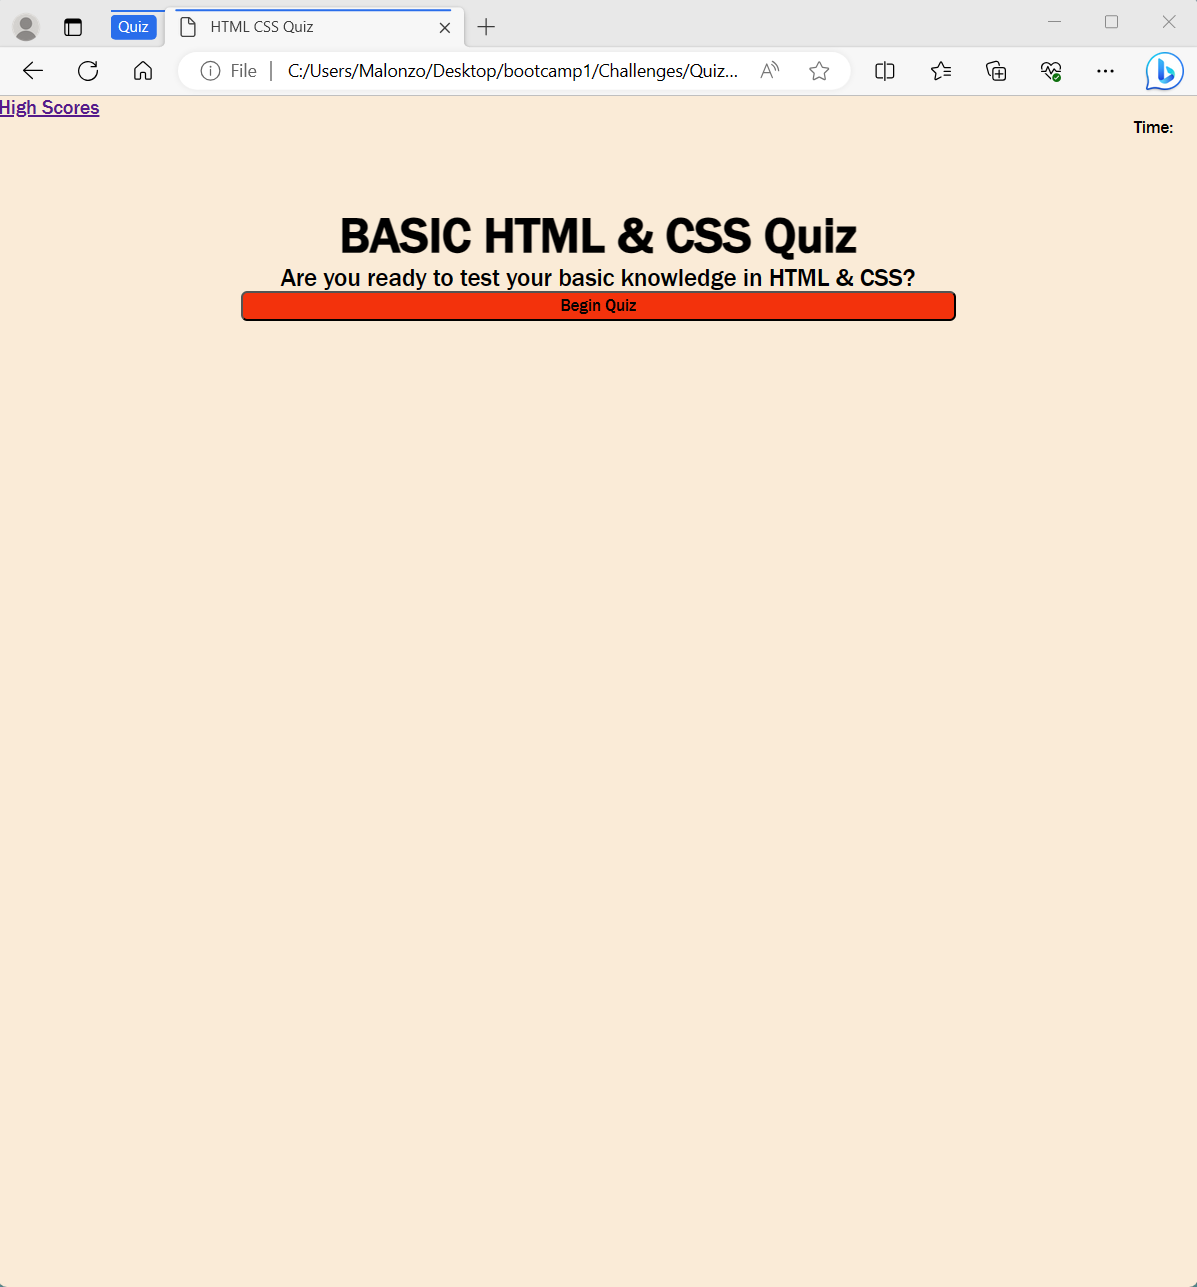 Quiz
HTML CSS Quiz
File
C:/Users/Malonzo/Desktop/bootcamp1/Challenges/Quiz...
High Scores
Time:
BASIC HTML & CSS Quiz
Are you ready to test your basic knowledge in HTML & CSS?
Begin Quiz